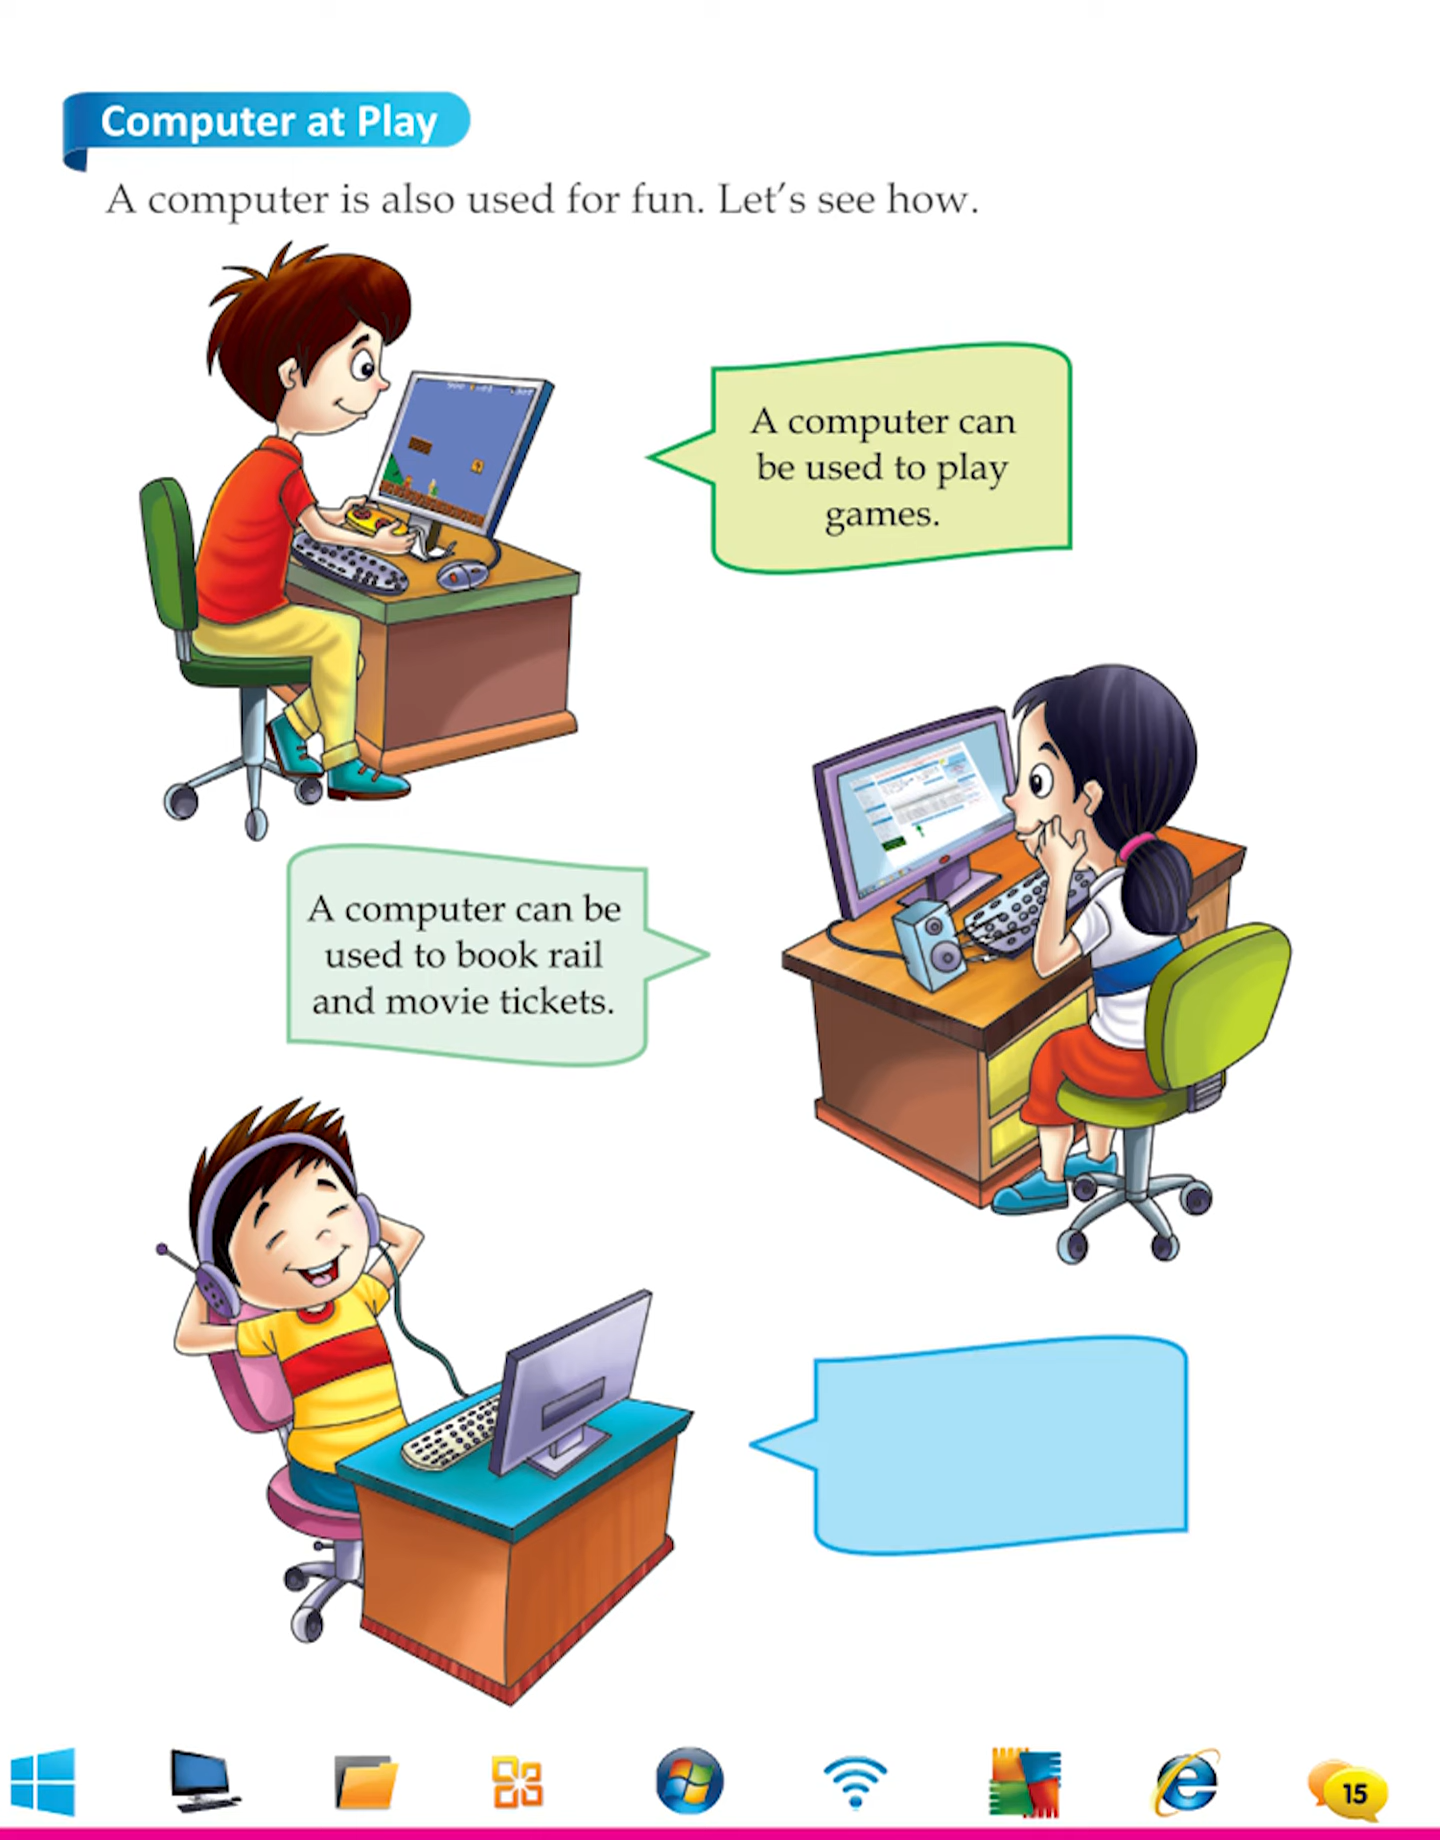 Computer at Play
A computer is also used for fun. Let’s see how.
A computer can
be used to play
games.
A computer can be
used to book rail
and movie tickets.
15